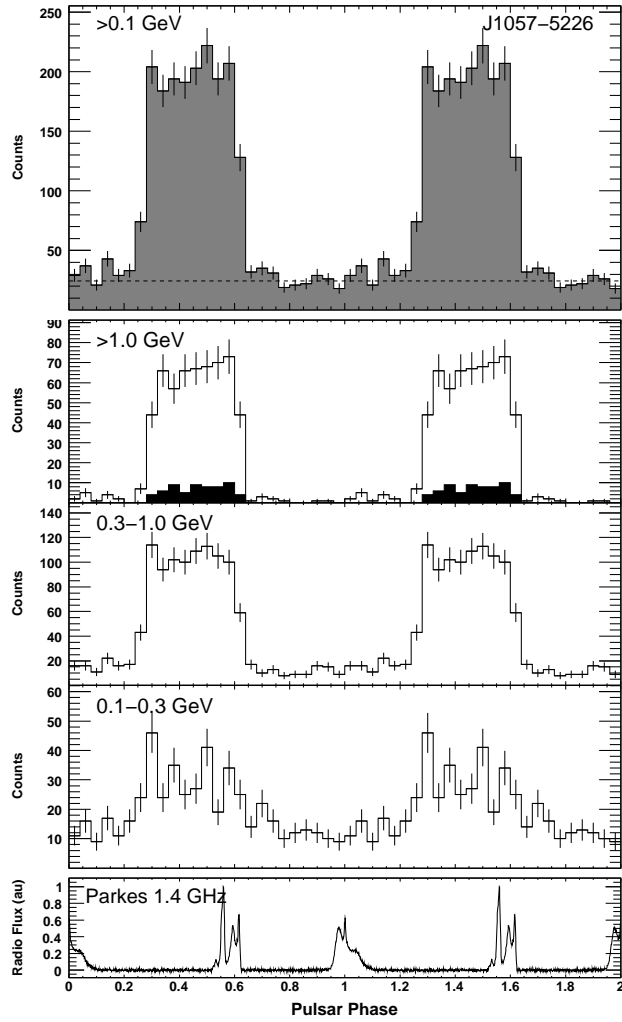 >0.1 GeV
J1057−5226
250
200
150
100
50
Counts
>1.0 GeV
90
80
70
60
50
40
30
20
10
0
Counts
0.3−1.0 GeV
140
120
100
80
60
40
20
Counts
0.1−0.3 GeV
60
50
40
30
20
10
Counts
Parkes 1.4 GHz
1
0.8
0.6
0.4
0.2
0
Radio Flux (au)
0 0.2 0.4 0.6 0.8 1 1.2 1.4 1.6 1.8 2
Pulsar Phase